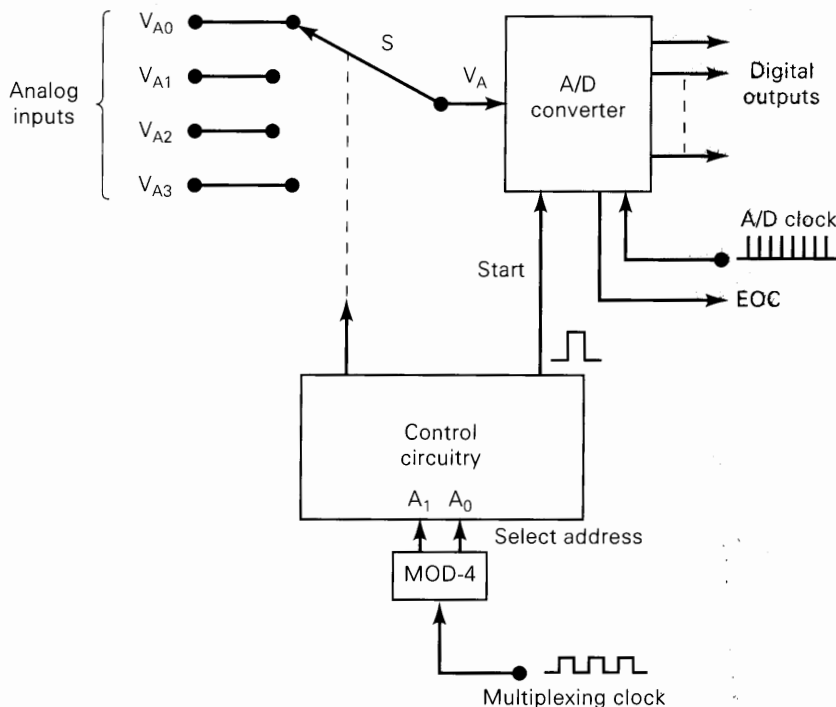 V_A0
S
V_A1
Analog
inputs
V_A2
V_A3
V_A
A/D
converter
Digital
outputs
A/D clock
Start
EOC
Control
circuitry
A_1 A_0
Select address
MOD-4
Multiplexing clock